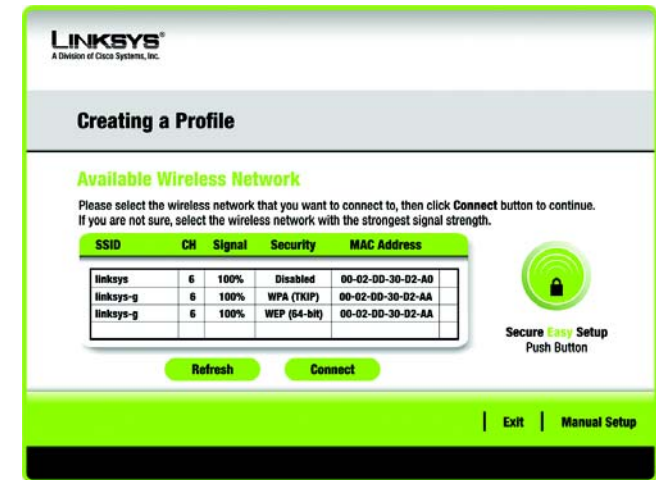 LINKSYS®
A Division of Cisco Systems, Inc.
Creating a Profile
Available Wireless Network
Please select the wireless network that you want to connect to, then click Connect button to continue.
If you are not sure, select the wireless network with the strongest signal strength.
SSID CH Signal Security MAC Address
linksys 6 100% Disabled 00-02-DD-30-D2-A0
linksys-g 6 100% WPA (TKIP) 00-02-DD-30-D2-AA
linksys-g 6 100% WEP (64-bit) 00-02-DD-30-D2-AA
Secure Easy Setup
Push Button
Refresh Connect
Exit Manual Setup